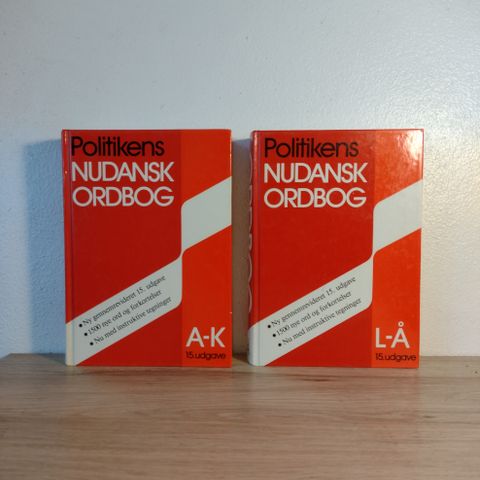 Politikens
NUDANSK
ORDBOG
• Ny gennemrevideret 15. udgave
• 1500 nye ord og forkortelser
• Nu med instruktive tegninger
A-K
15. udgave
Politikens
NUDANSK
ORDBOG
• Ny gennemrevideret 15. udgave
• 1500 nye ord og forkortelser
• Nu med instruktive tegninger
L-Å
15. udgave